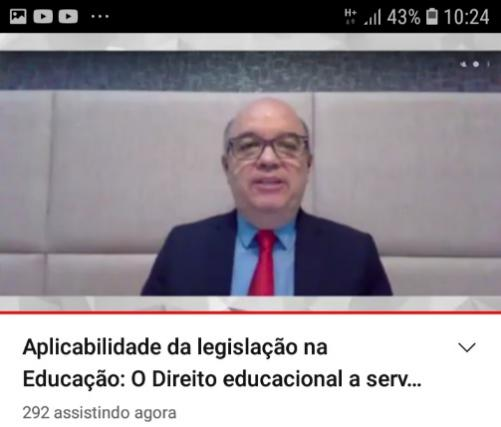 H+ 43% 10:24
Aplicabilidade da legislação na
Educação: O Direito educacional a serv...
292 assistindo agora